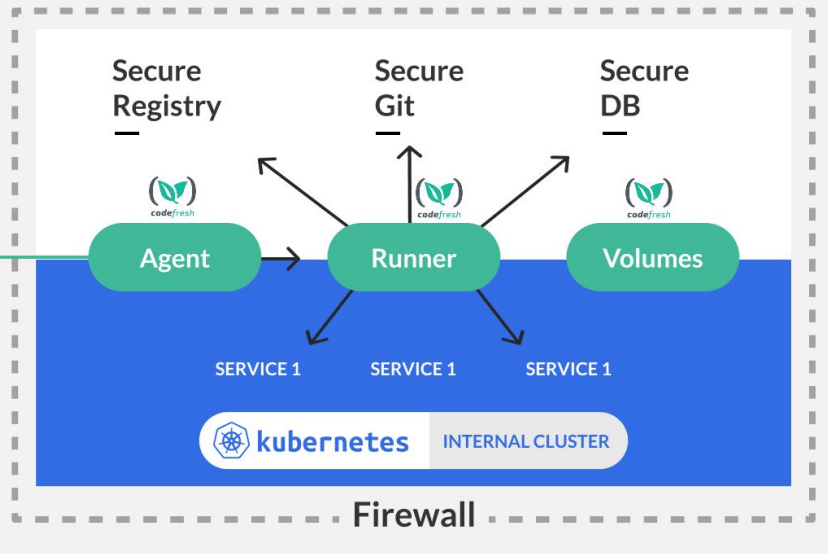 Secure
Registry
Secure
Git
Secure
DB
codefresh
codefresh
codefresh
Agent
Runner
Volumes
SERVICE 1
SERVICE 1
SERVICE 1
kubernetes
INTERNAL CLUSTER
Firewall